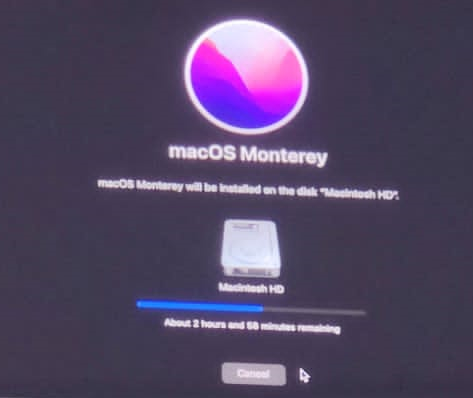 macOS Monterey
macOS Monterey will be installed on the disk "Macintosh HD".
Macintosh HD
About 2 hours and 58 minutes remaining
Cancel